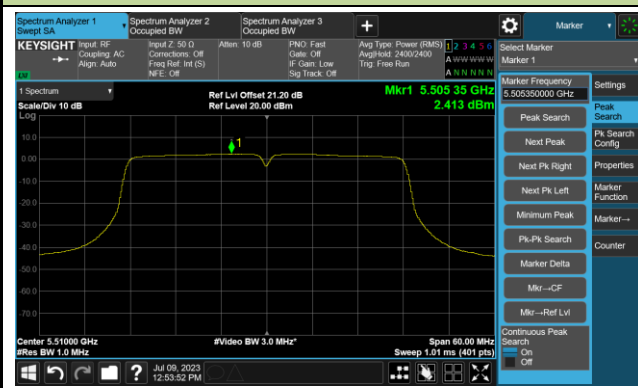 Spectrum Analyzer 1
Swept SA
Spectrum Analyzer 2
Occupied BW
Spectrum Analyzer 3
Occupied BW
Marker
KEYSIGHT
Input: RF
Coupling: AC
Align: Auto
Input Z: 50 Ω
Corrections: Off
Freq Ref: Int (S)
NFE: Off
Atten: 10 dB
PNO: Fast
Gate: Off
IF Gain: Low
Sig Track: Off
Avg Type: Power (RMS)
Avg|Hold: 2400/2400
Trig: Free Run
1 2 3 4 5 6
A W W W W W
A N N N N N
Select Marker
Marker 1
LXI
1 Spectrum
Scale/Div 10 dB
Log
Ref Lvl Offset 21.20 dB
Ref Level 20.00 dBm
Mkr1 5.505 35 GHz
2.413 dBm
1
10.0
0.00
-10.0
-20.0
-30.0
-40.0
-50.0
-60.0
-70.0
Center 5.51000 GHz
#Res BW 1.0 MHz
#Video BW 3.0 MHz*
Span 60.00 MHz
Sweep 1.01 ms (401 pts)
Marker Frequency
5.505350000 GHz
Peak Search
Next Peak
Next Pk Right
Next Pk Left
Minimum Peak
Pk-Pk Search
Marker Delta
Mkr→CF
Mkr→Ref Lvl
Continuous Peak
Search
On
Off
Settings
Peak
Search
Pk Search
Config
Properties
Marker
Function
Marker→
Counter
Jul 09, 2023
12:53:52 PM